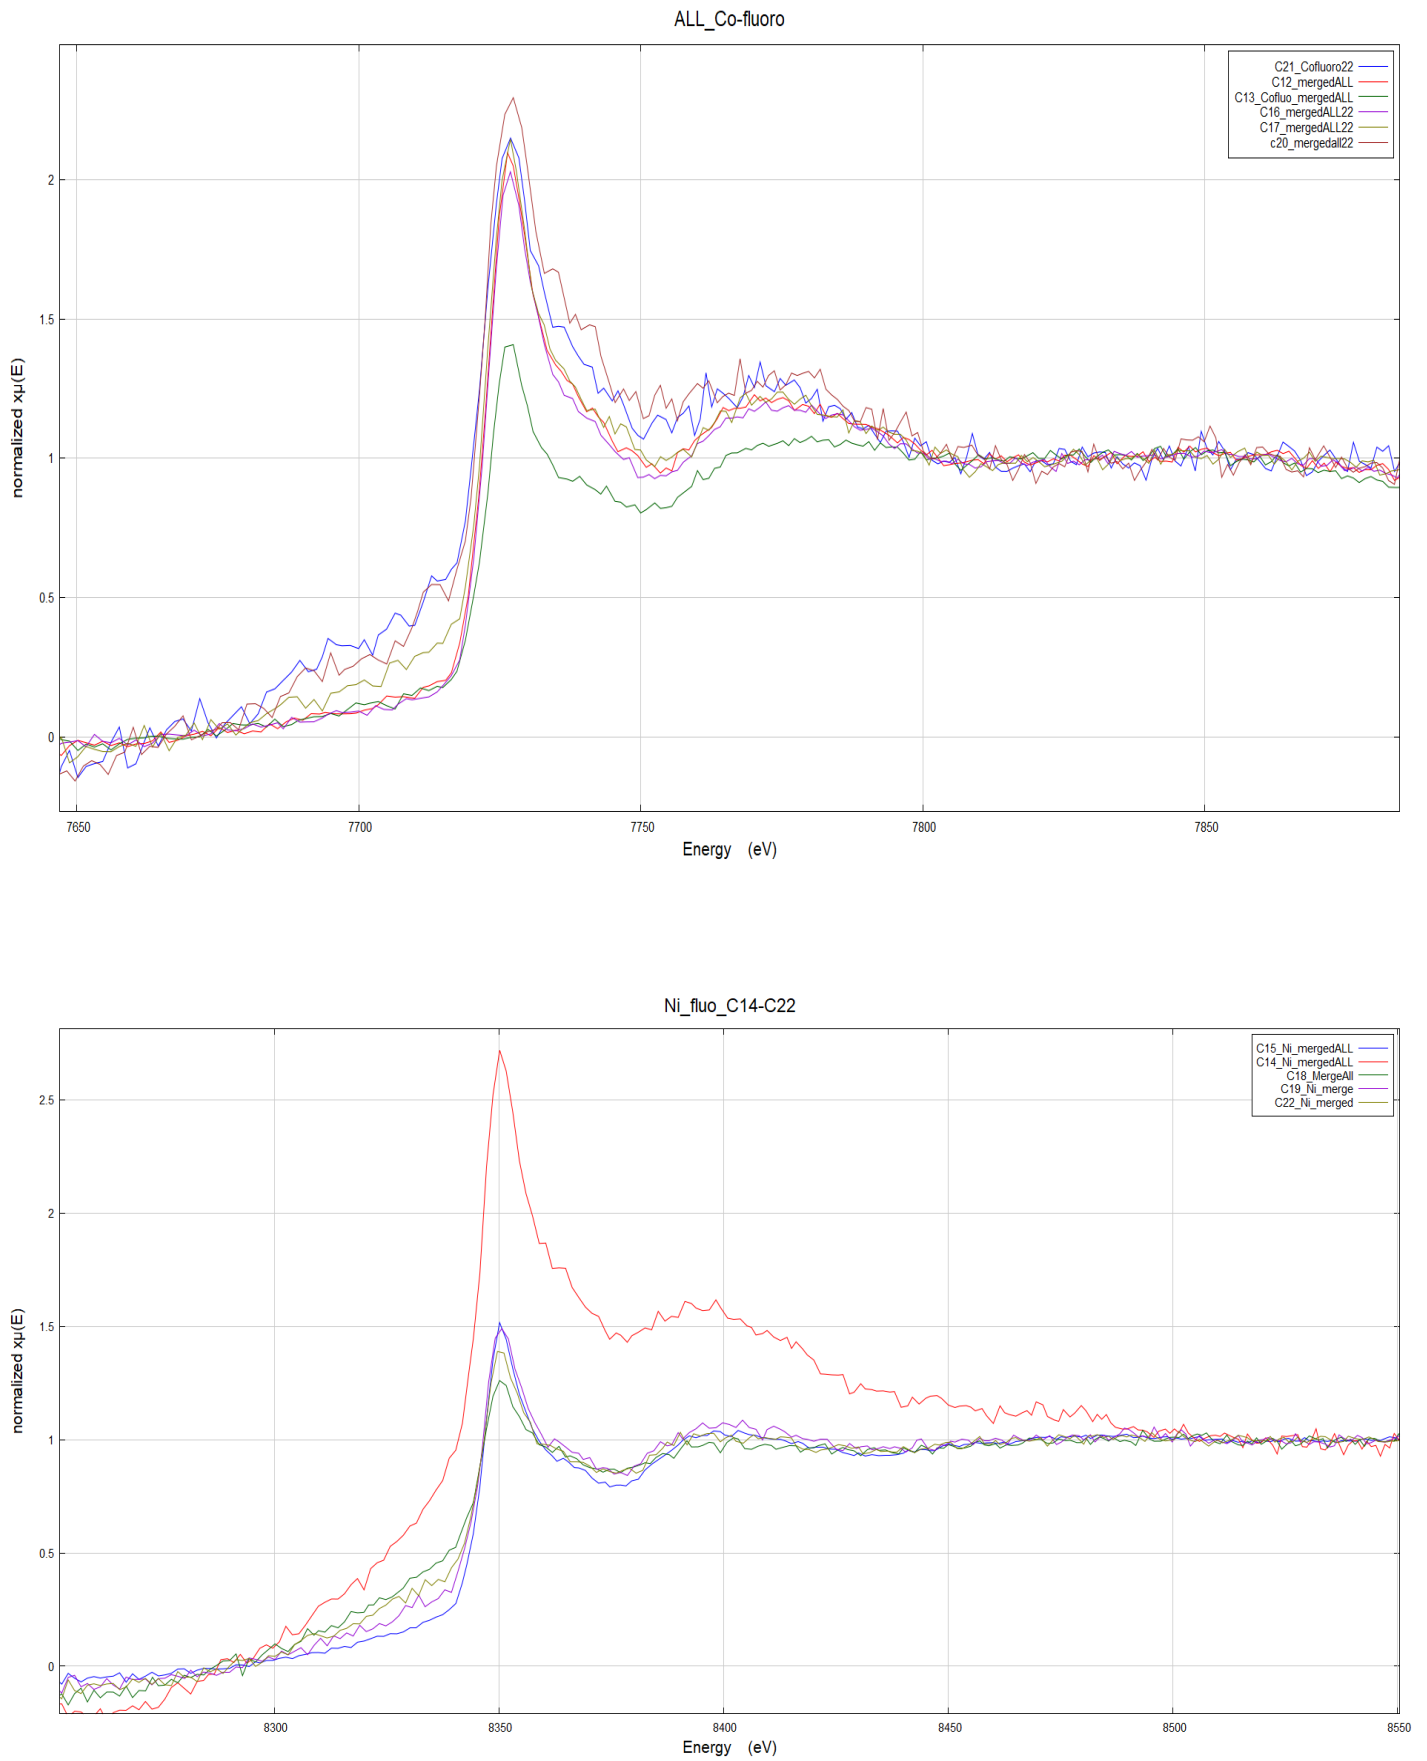 ALL_Co-fluoro
C21_Cofluoro22
C12_mergedALL
C13_Cofluo_mergedALL
C16_mergedALL22
C17_mergedALL22
c20_mergedall22
normalized xμ(E)
2
1.5
1
0.5
0
7650 7700 7750 7800 7850
Energy (eV)
Ni_fluo_C14-C22
C15_Ni_mergedALL
C14_Ni_mergedALL
C18_MergeAll
C19_Ni_merge
C22_Ni_merged
normalized xμ(E)
2.5
2
1.5
1
0.5
0
8300 8350 8400 8450 8500 8550
Energy (eV)